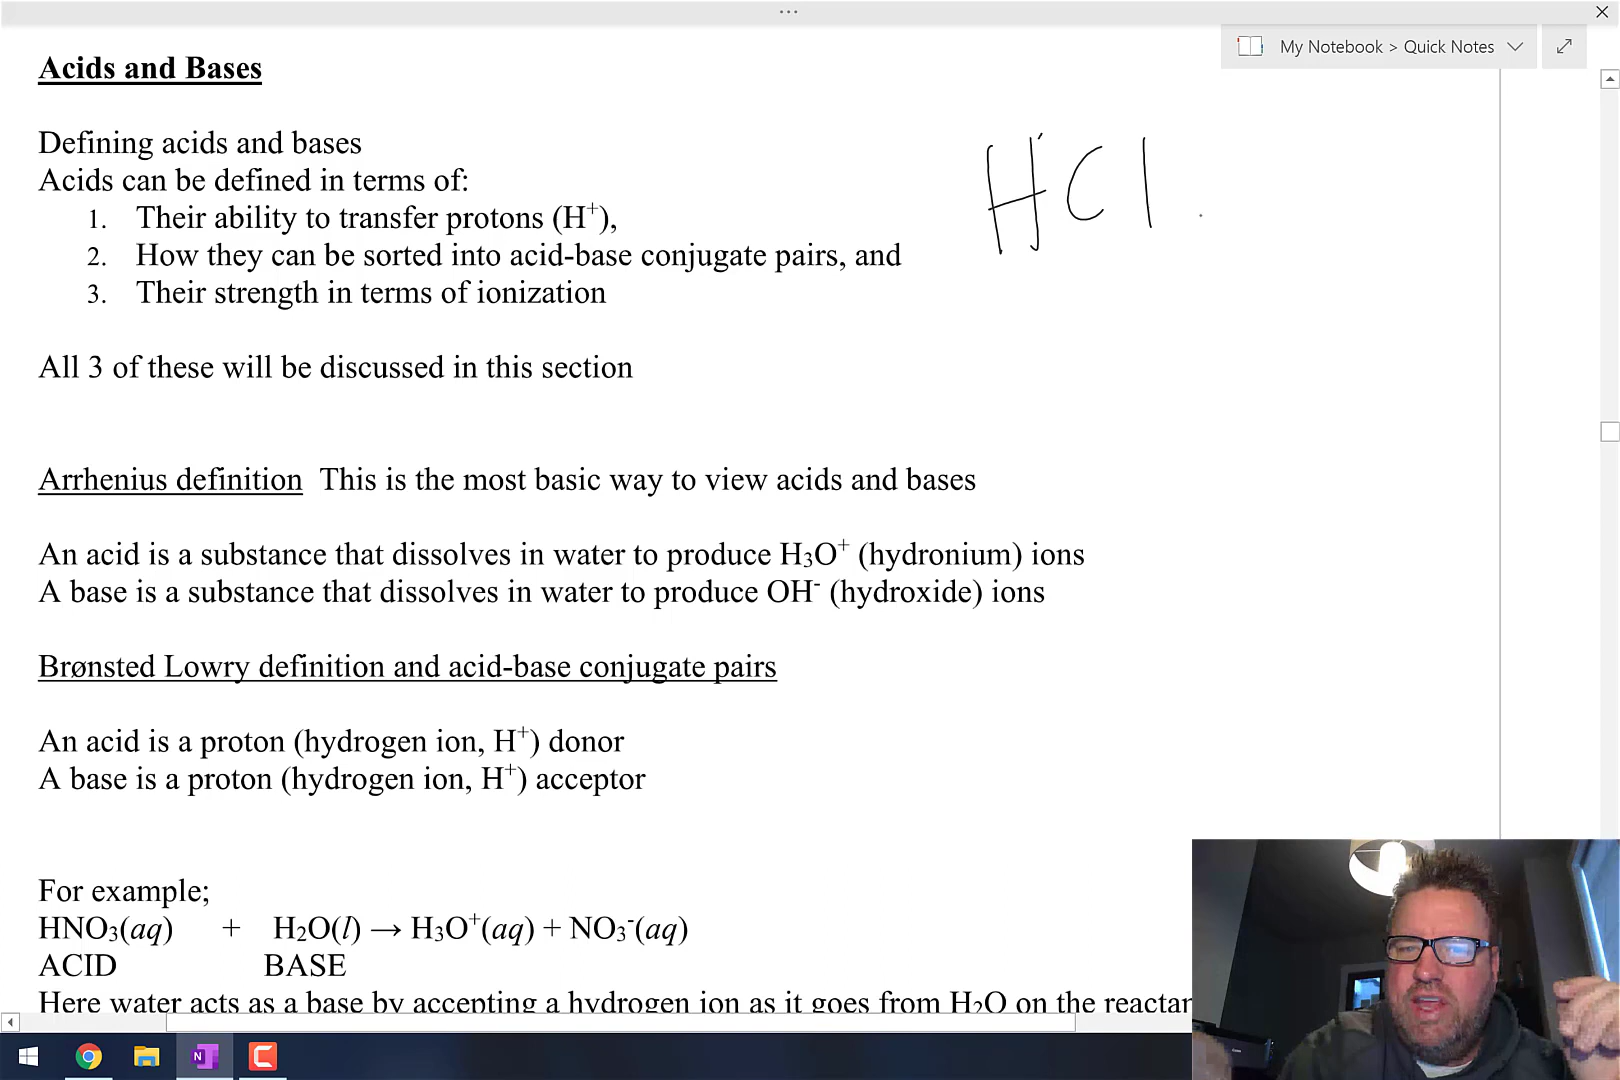 My Notebook > Quick Notes
Acids and Bases
HCl
Defining acids and bases
Acids can be defined in terms of:
1. Their ability to transfer protons (H⁺),
2. How they can be sorted into acid-base conjugate pairs, and
3. Their strength in terms of ionization
All 3 of these will be discussed in this section
Arrhenius definition This is the most basic way to view acids and bases
An acid is a substance that dissolves in water to produce H₃O⁺ (hydronium) ions
A base is a substance that dissolves in water to produce OH⁻ (hydroxide) ions
Brønsted Lowry definition and acid-base conjugate pairs
An acid is a proton (hydrogen ion, H⁺) donor
A base is a proton (hydrogen ion, H⁺) acceptor
For example;
HNO₃(aq) + H₂O(l) → H₃O⁺(aq) + NO₃⁻(aq)
ACID BASE
Here water acts as a base by accepting a hydrogen ion as it goes from H₂O on the reactan